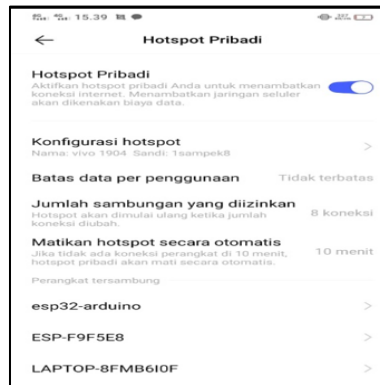 15.39
Hotspot Pribadi
Hotspot Pribadi
Aktifkan hotspot pribadi Anda untuk menambatkan
koneksi internet. Menambatkan jaringan seluler
akan dikenakan biaya data.
Konfigurasi hotspot
Nama: vivo 1904 Sandi: 1sampek8
Batas data per penggunaan Tidak terbatas
Jumlah sambungan yang diizinkan
Hotspot akan dimulai ulang ketika jumlah
koneksi diubah.
8 koneksi
Matikan hotspot secara otomatis
Jika tidak ada koneksi perangkat di 10 menit,
hotspot pribadi akan mati secara otomatis.
10 menit
Perangkat tersambung
esp32-arduino
ESP-F9F5E8
LAPTOP-8FMB6I0F